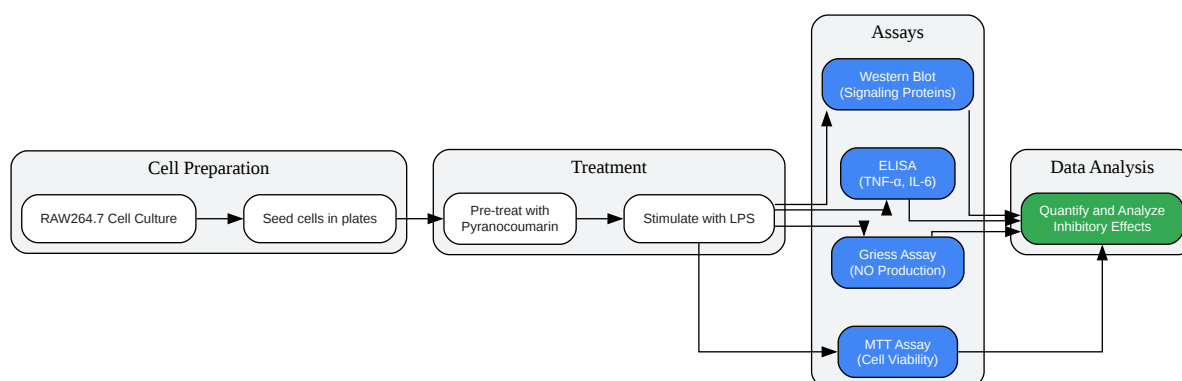 Cell Preparation
RAW264.7 Cell Culture
Seed cells in plates
Treatment
Pre-treat with
Pyranocoumarin
Stimulate with LPS
Assays
Western Blot
(Signaling Proteins)
ELISA
(TNF-α, IL-6)
Griess Assay
(NO Production)
MTT Assay
(Cell Viability)
Data Analysis
Quantify and Analyze
Inhibitory Effects